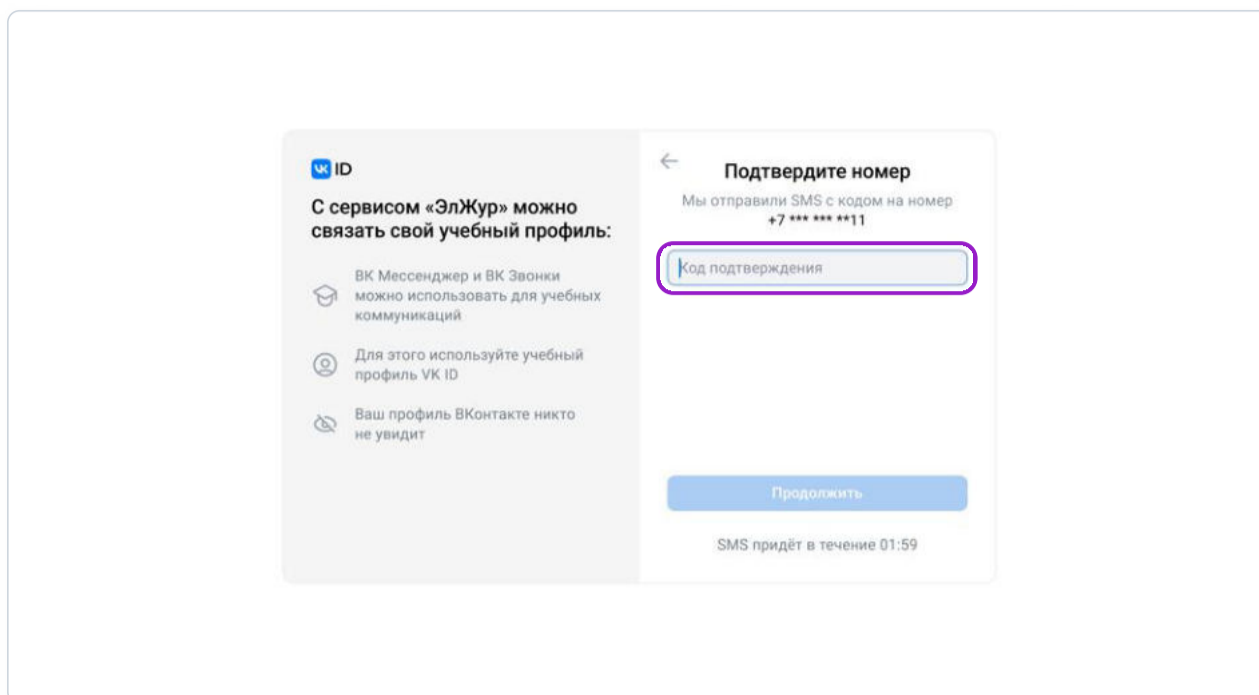 VK ID
С сервисом «ЭлЖур» можно
связать свой учебный профиль:
ВК Мессенджер и ВК Звонки
можно использовать для учебных
коммуникаций
Для этого используйте учебный
профиль VK ID
Ваш профиль ВКонтакте никто
не увидит
Подтвердите номер
Мы отправили SMS с кодом на номер
+7 *** *** **11
Код подтверждения
Продолжить
SMS придёт в течение 01:59